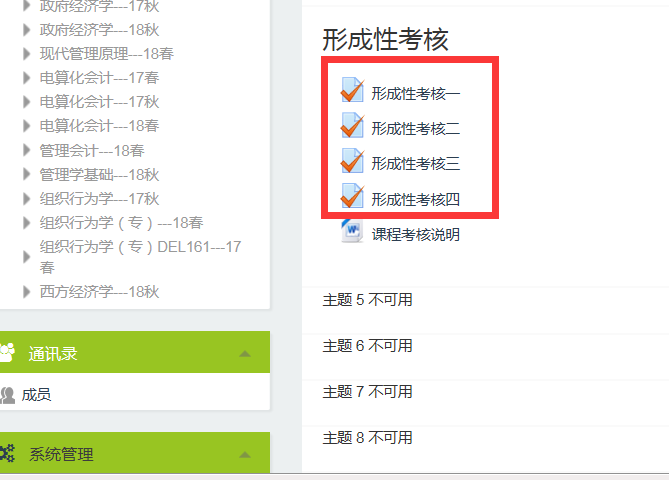 政府经济学---17秋
政府经济学---18秋
现代管理原理---18春
电算化会计---17春
电算化会计---17秋
电算化会计---18春
管理会计---18春
管理学基础---18秋
组织行为学---17秋
组织行为学（专）---18春
组织行为学（专）DEL161---17
春
西方经济学---18秋
通讯录
成员
系统管理
形成性考核
形成性考核一
形成性考核二
形成性考核三
形成性考核四
课程考核说明
主题 5 不可用
主题 6 不可用
主题 7 不可用
主题 8 不可用